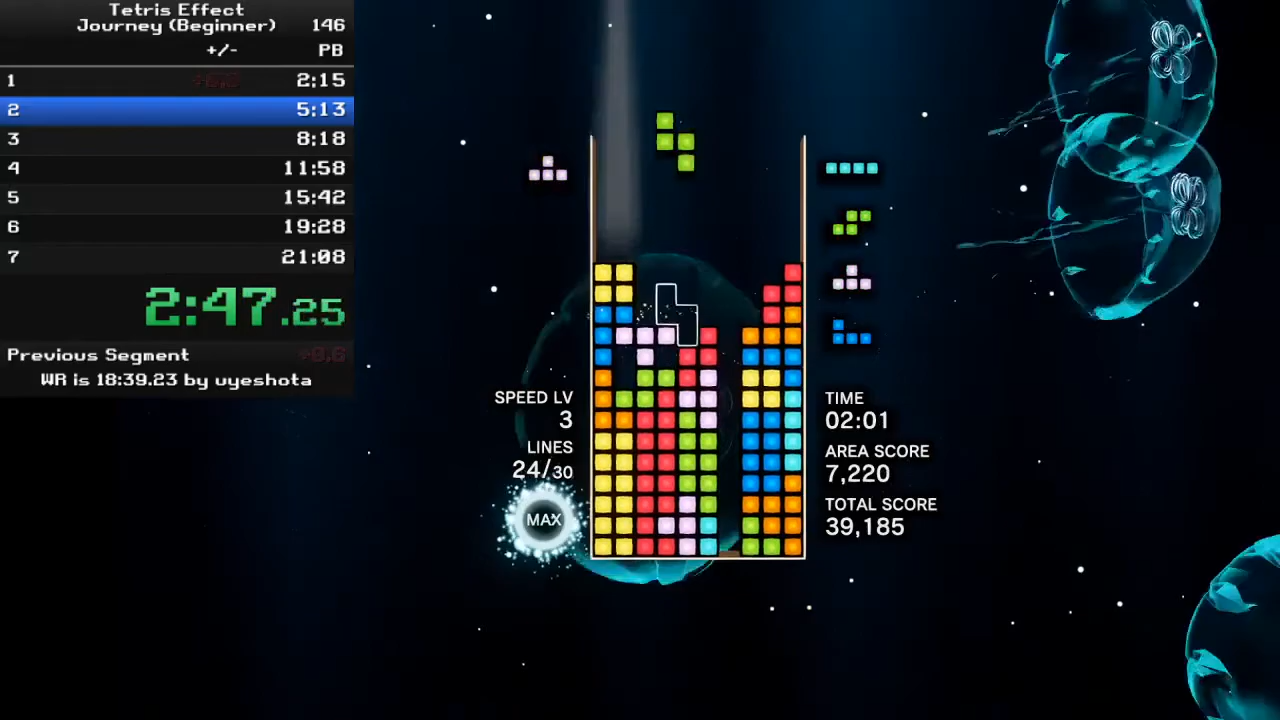 Tetris Effect
Journey (Beginner) 146
+/- PB
1 2:15
2 5:13
3 8:18
4 11:58
5 15:42
6 19:28
7 21:08
2:47.25
Previous Segment
WR is 18:39.23 by uyeshota
SPEED LV
3
LINES
24/30
MAX
TIME
02:01
AREA SCORE
7,220
TOTAL SCORE
39,185